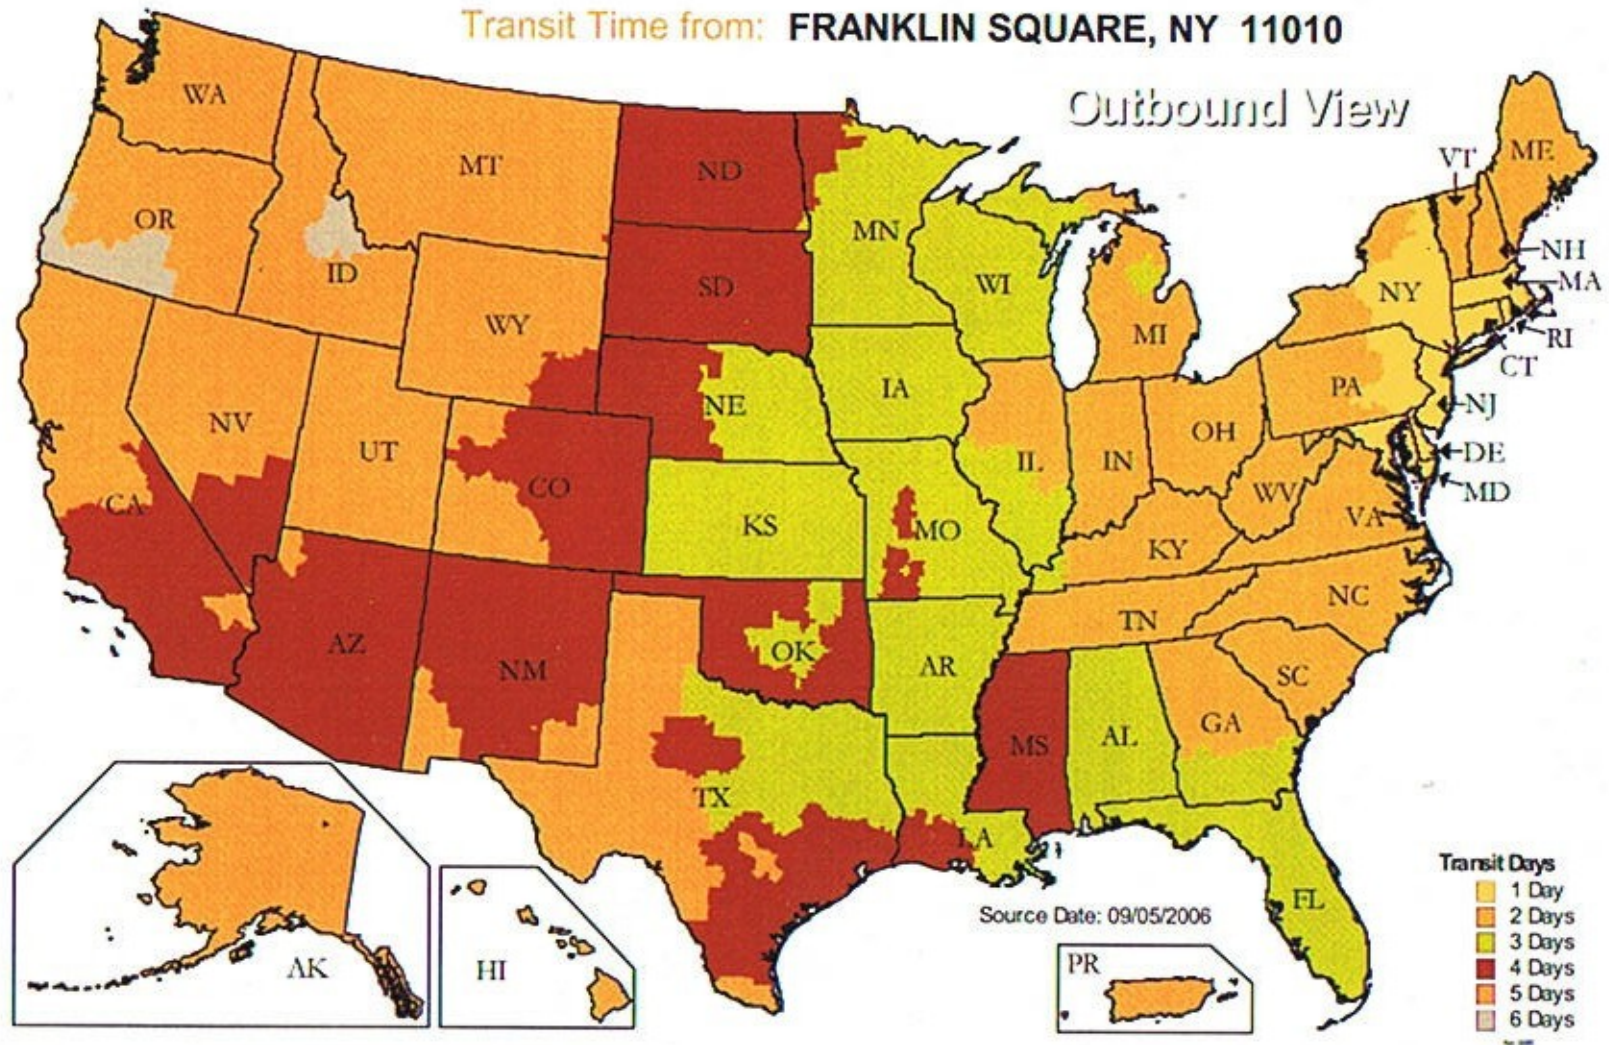 Transit Time from: FRANKLIN SQUARE, NY 11010
Outbound View
WA
MT
ND
VT
ME
OR
MN
NH
ID
SD
WI
NY
MA
WY
MI
RI
CT
IA
PA
NE
NJ
NV
OH
UT
IL
IN
DE
CO
WV
MD
CA
KS
MO
VA
KY
NC
TN
AZ
OK
AR
NM
SC
GA
MS
AL
TX
LA
FL
AK
HI
PR
Source Date: 09/05/2006
Transit Days
1 Day
2 Days
3 Days
4 Days
5 Days
6 Days